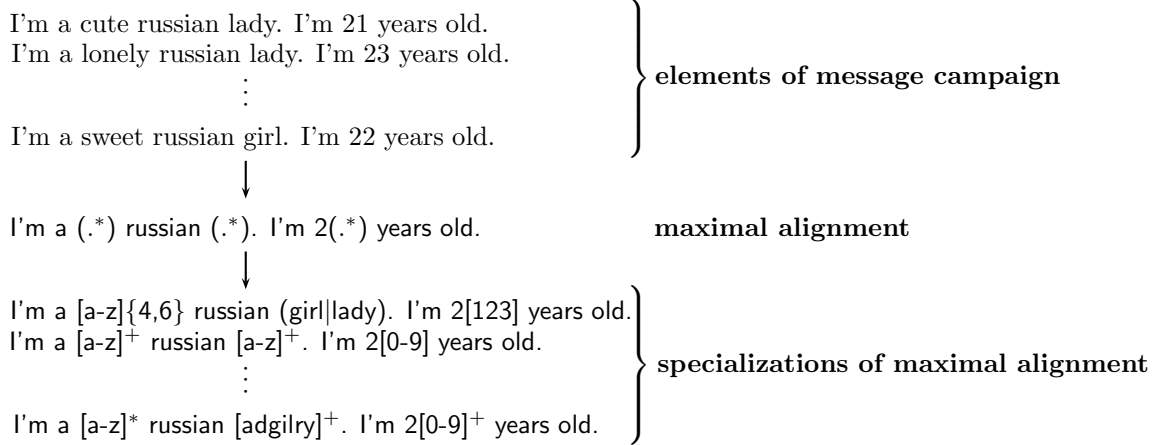 I'm a cute russian lady. I'm 21 years old.
I'm a lonely russian lady. I'm 23 years old.
⋮
elements of message campaign
I'm a sweet russian girl. I'm 22 years old.
I'm a (.*) russian (.*). I'm 2(.*) years old.
maximal alignment
I'm a [a-z]{4,6} russian (girl|lady). I'm 2[123] years old.
I'm a [a-z]+ russian [a-z]+. I'm 2[0-9] years old.
⋮
specializations of maximal alignment
I'm a [a-z]* russian [adgilry]+. I'm 2[0-9]+ years old.